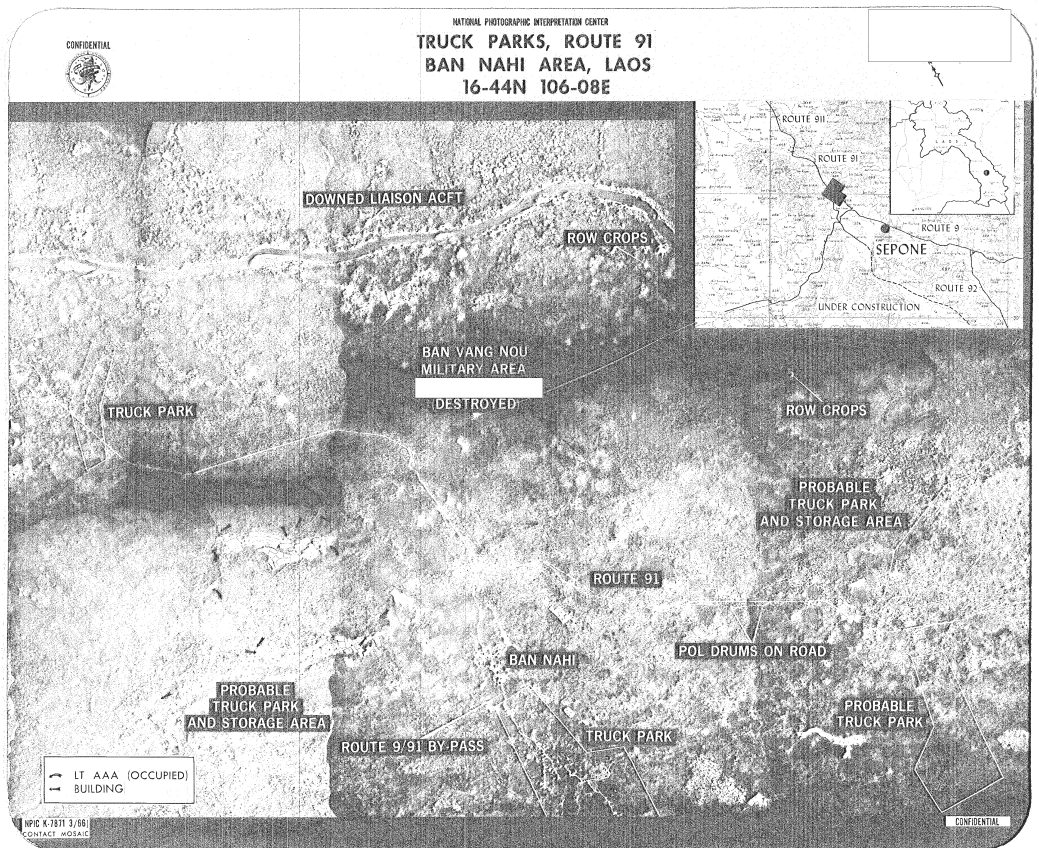 NATIONAL PHOTOGRAPHIC INTERPRETATION CENTER
TRUCK PARKS, ROUTE 91
BAN NAHI AREA, LAOS
16-44N 106-08E
CONFIDENTIAL
ROUTE 911
ROUTE 91
ROUTE 9
SEPONE
ROUTE 92
UNDER CONSTRUCTION
DOWNED LIAISON ACFT
ROW CROPS
BAN VANG NOU
MILITARY AREA
DESTROYED
TRUCK PARK
ROW CROPS
PROBABLE
TRUCK PARK
AND STORAGE AREA
ROUTE 91
POL DRUMS ON ROAD
BAN NAHI
PROBABLE
TRUCK PARK
AND STORAGE AREA
PROBABLE
TRUCK PARK
ROUTE 9/91 BY-PASS
TRUCK PARK
LT AAA (OCCUPIED)
BUILDING
NPIC K-7871 3/66
CONTACT MOSAIC
CONFIDENTIAL